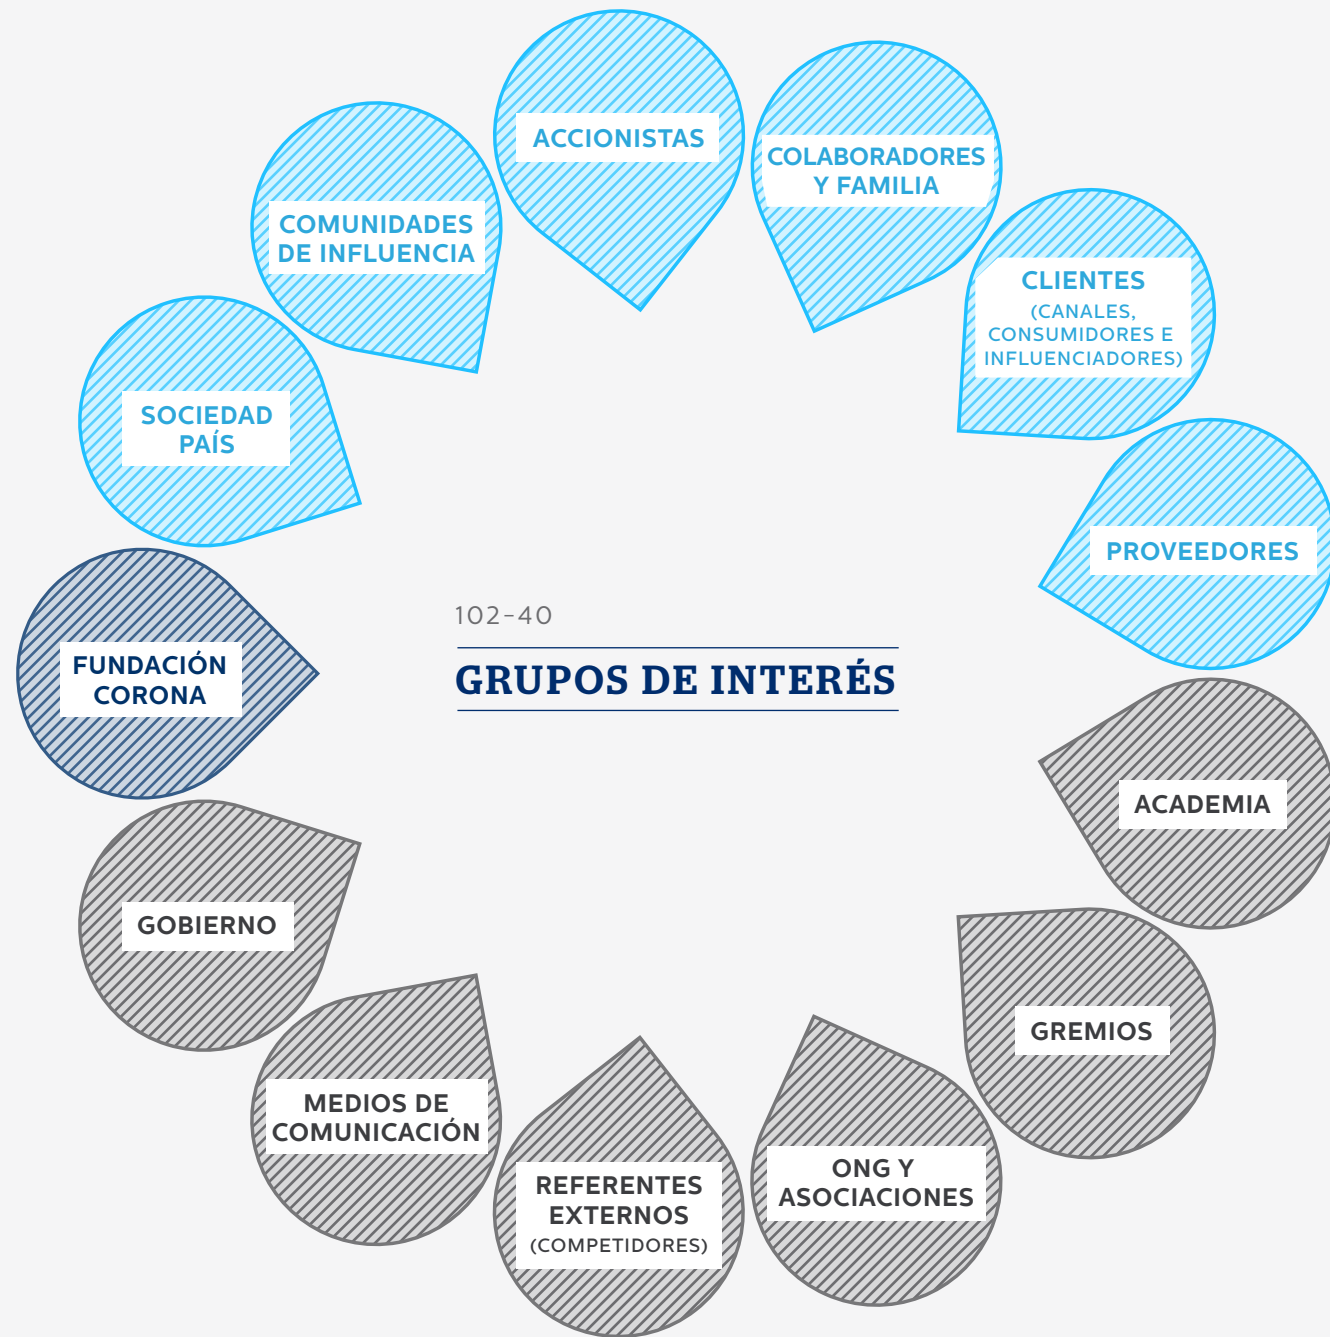 ACCIONISTAS
COLABORADORES
Y FAMILIA
CLIENTES
(CANALES,
CONSUMIDORES E
INFLUENCIADORES)
PROVEEDORES
ACADEMIA
GREMIOS
ONG Y
ASOCIACIONES
REFERENTES
EXTERNOS
(COMPETIDORES)
MEDIOS DE
COMUNICACIÓN
GOBIERNO
FUNDACIÓN
CORONA
SOCIEDAD
PAÍS
COMUNIDADES
DE INFLUENCIA
102-40
GRUPOS DE INTERÉS